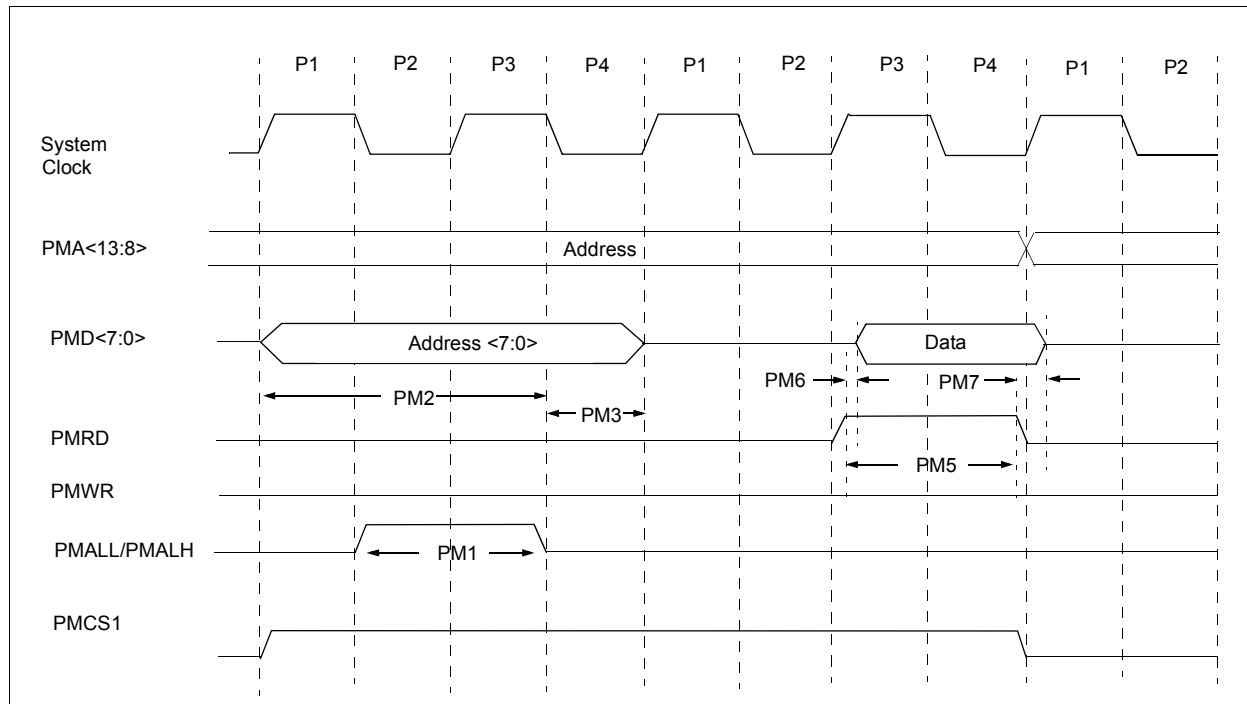 P1 P2 P3 P4 P1 P2 P3 P4 P1 P2
System
Clock
PMA<13:8>
Address
PMD<7:0>
Address <7:0>
Data
PM6
PM7
PM2
PM3
PMRD
PM5
PMWR
PMALL/PMALH
PM1
PMCS1